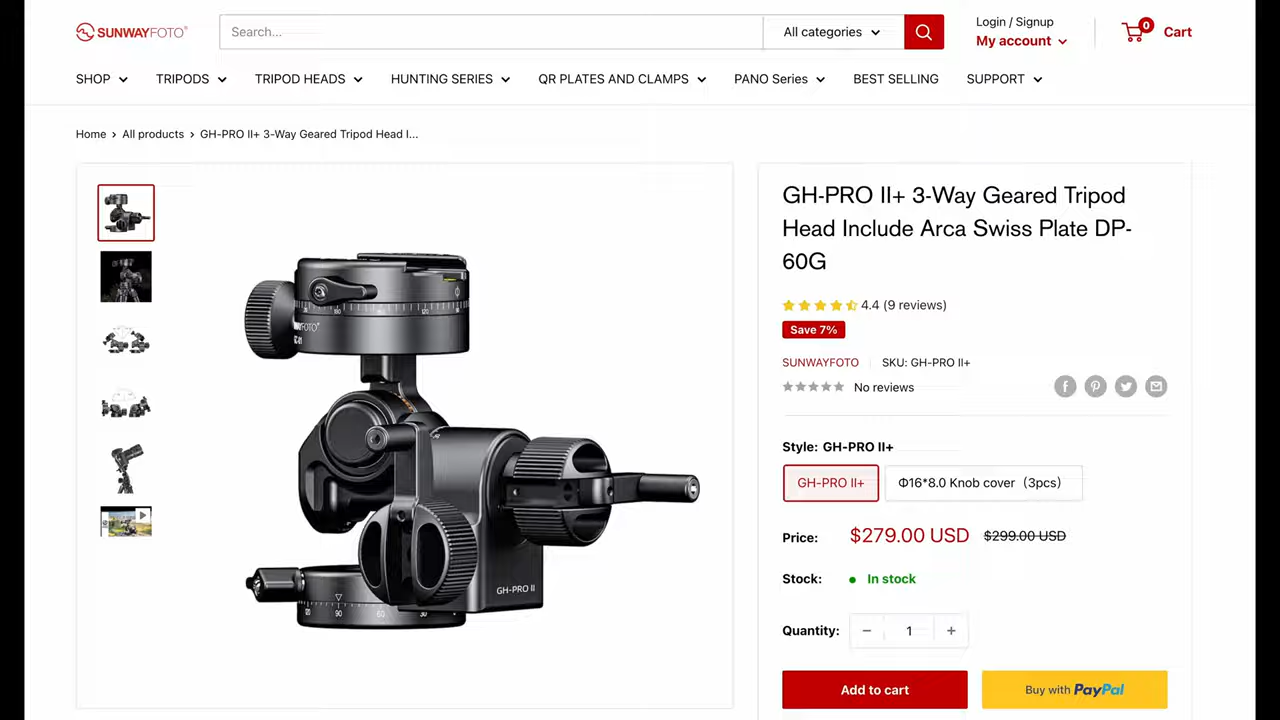 SUNWAYFOTO®
Search...
All categories
Login / Signup
My account
0
Cart
SHOP
TRIPODS
TRIPOD HEADS
HUNTING SERIES
QR PLATES AND CLAMPS
PANO Series
BEST SELLING
SUPPORT
Home > All products > GH-PRO II+ 3-Way Geared Tripod Head I...
GH-PRO II+ 3-Way Geared Tripod
Head Include Arca Swiss Plate DP-
60G
4.4 (9 reviews)
Save 7%
SUNWAYFOTO
SKU: GH-PRO II+
No reviews
Style: GH-PRO II+
GH-PRO II+
Φ16*8.0 Knob cover（3pcs）
Price: $279.00 USD $299.00 USD
Stock: In stock
Quantity: − 1 +
Add to cart
Buy with PayPal
GH-PRO II
90 60 30